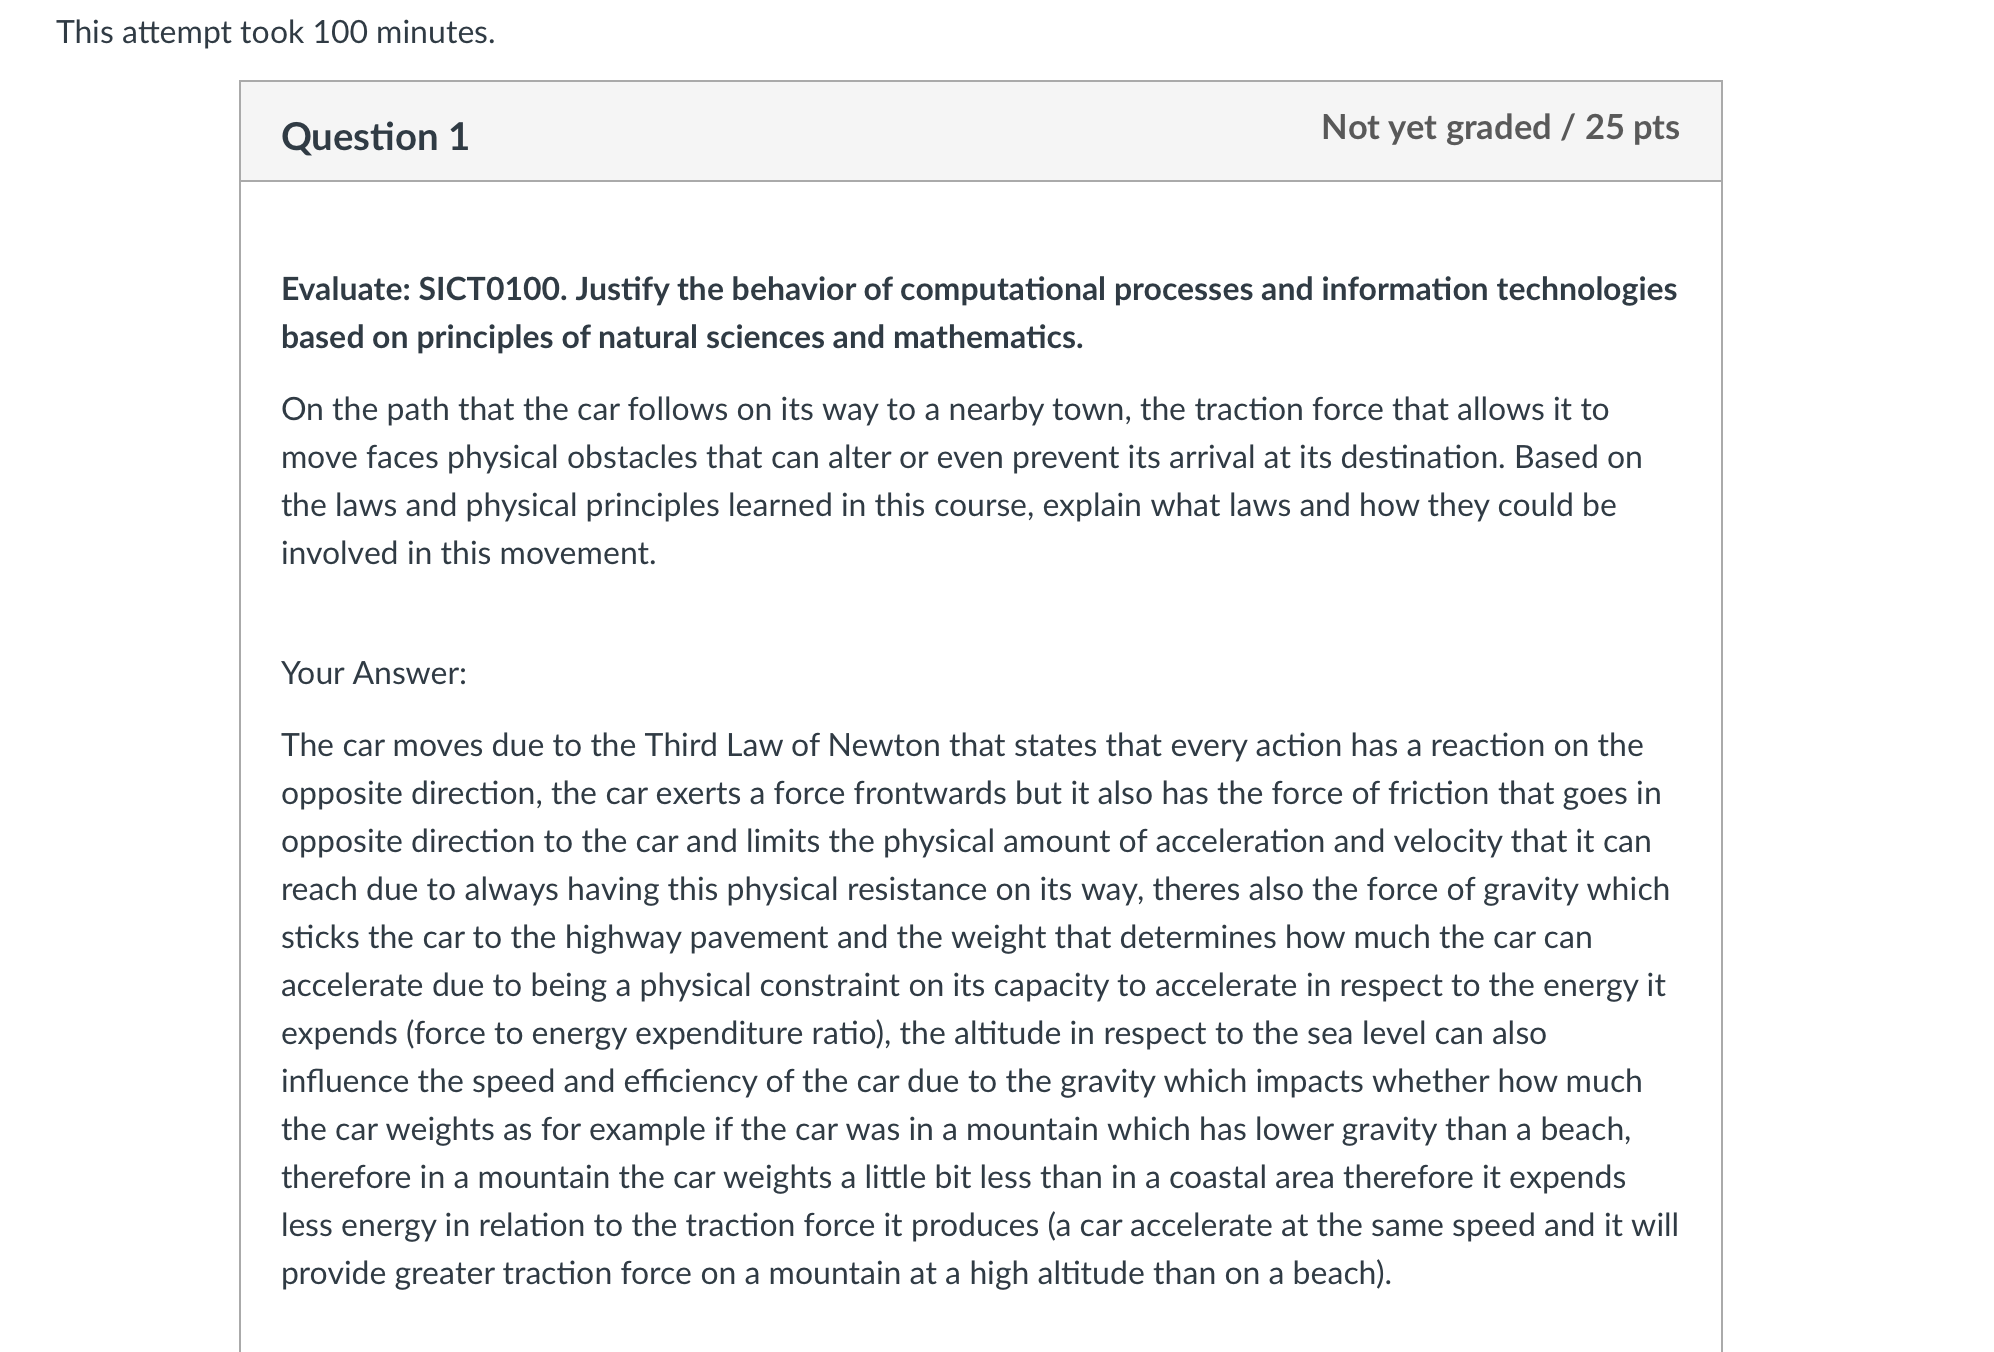 This attempt took 100 minutes.
Question 1
Not yet graded / 25 pts
Evaluate: SICT0100. Justify the behavior of computational processes and information technologies
based on principles of natural sciences and mathematics.
On the path that the car follows on its way to a nearby town, the traction force that allows it to
move faces physical obstacles that can alter or even prevent its arrival at its destination. Based on
the laws and physical principles learned in this course, explain what laws and how they could be
involved in this movement.
Your Answer:
The car moves due to the Third Law of Newton that states that every action has a reaction on the
opposite direction, the car exerts a force frontwards but it also has the force of friction that goes in
opposite direction to the car and limits the physical amount of acceleration and velocity that it can
reach due to always having this physical resistance on its way, theres also the force of gravity which
sticks the car to the highway pavement and the weight that determines how much the car can
accelerate due to being a physical constraint on its capacity to accelerate in respect to the energy it
expends (force to energy expenditure ratio), the altitude in respect to the sea level can also
influence the speed and efficiency of the car due to the gravity which impacts whether how much
the car weights as for example if the car was in a mountain which has lower gravity than a beach,
therefore in a mountain the car weights a little bit less than in a coastal area therefore it expends
less energy in relation to the traction force it produces (a car accelerate at the same speed and it will
provide greater traction force on a mountain at a high altitude than on a beach).